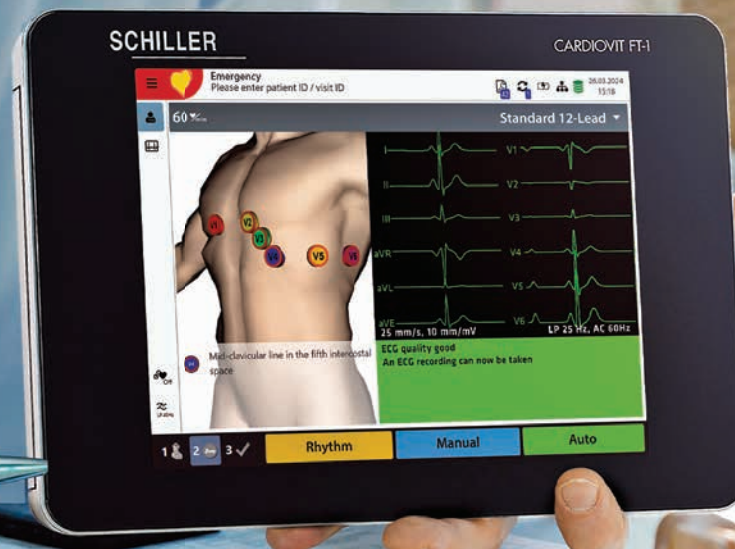 SCHILLER
CARDIOVIT FT-1
Emergency
Please enter patient ID / visit ID
26.03.2024
15:18
60
Standard 12-Lead
V1
V2
V3
V4
V5
V6
I
II
III
aVR
aVL
V1
V2
V3
V4
V5
V6
25 mm/s, 10 mm/mV
LP 25 Hz, AC 60Hz
Mid-clavicular line in the fifth intercostal
space
ECG quality good
An ECG recording can now be taken
Off
1
2
3
Rhythm
Manual
Auto